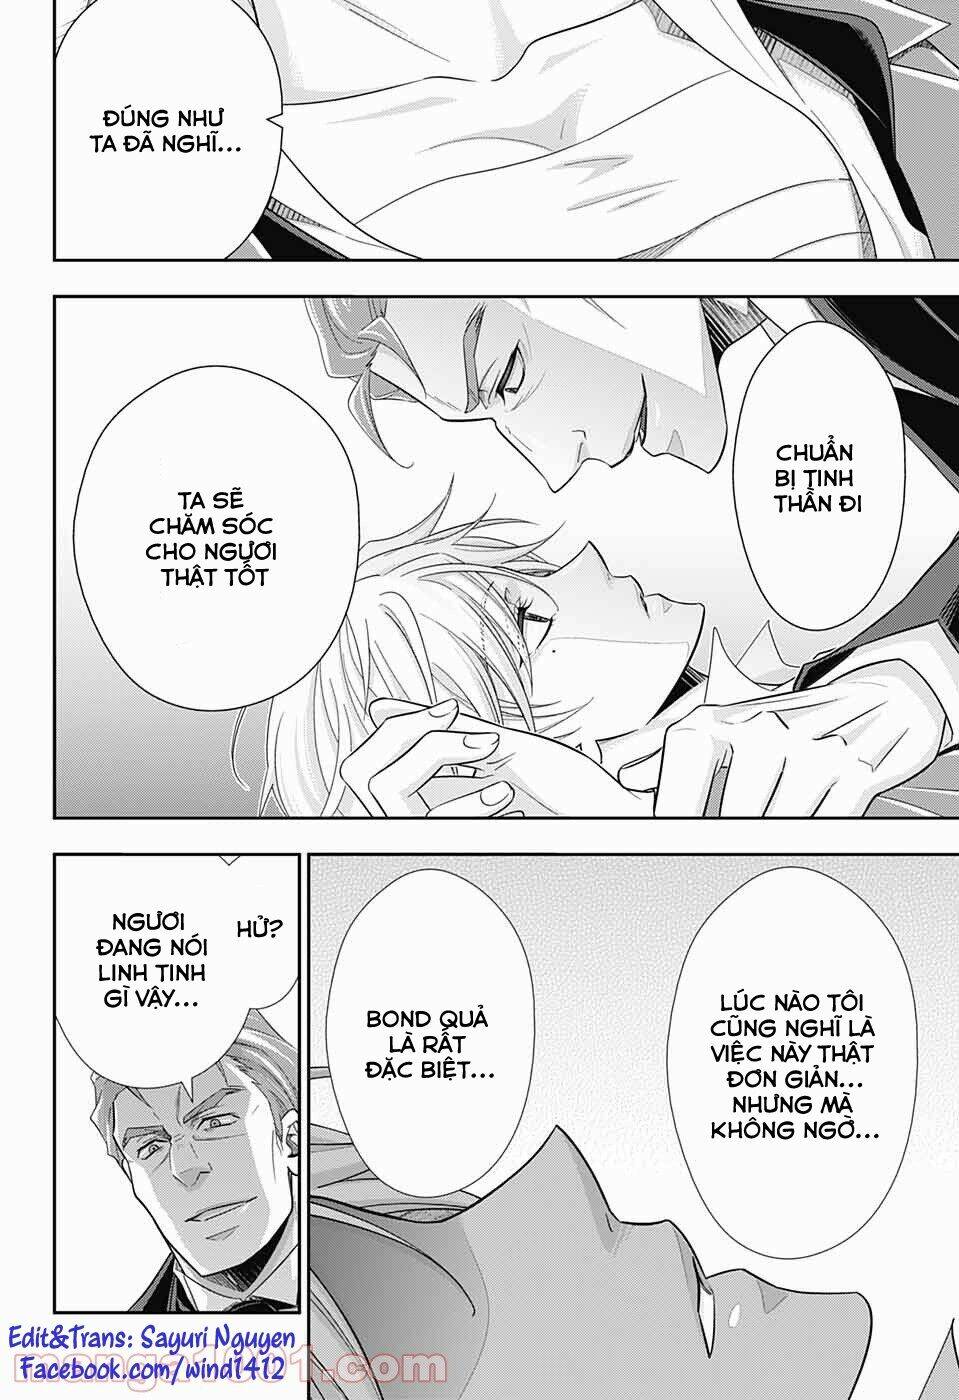 ĐÚNG NHƯ
TA ĐÃ NGHĨ...
CHUẨN
BỊ TINH
THẦN ĐI
TA SẼ
CHĂM SÓC
CHO NGƯƠI
THẬT TỐT
LÚC NÀO TÔI
CŨNG NGHĨ LÀ
VIỆC NÀY THẬT
ĐƠN GIẢN...
NHƯNG MÀ
KHÔNG NGỜ...
BOND QUẢ
LÀ RẤT
ĐẶC BIỆT...
HỬ?
NGƯƠI
ĐANG NÓI
LINH TINH
GÌ VẬY...
Edit&Trans: Sayuri Nguyen
Facebook.com/wind1412
manga1001.com